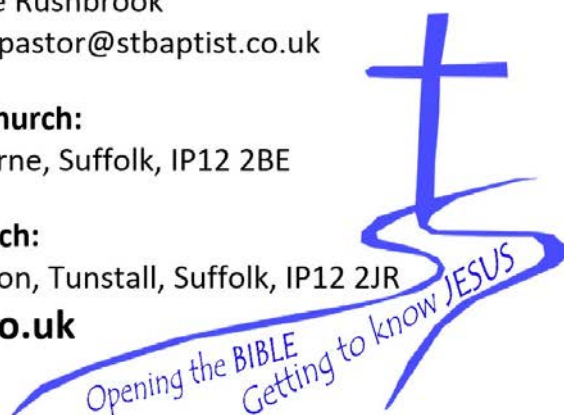 e Rushbrook
pastor@stbaptist.co.uk
hurch:
rne, Suffolk, IP12 2BE
ch:
on, Tunstall, Suffolk, IP12 2JR
o.uk
Opening the BIBLE
Getting to know JESUS